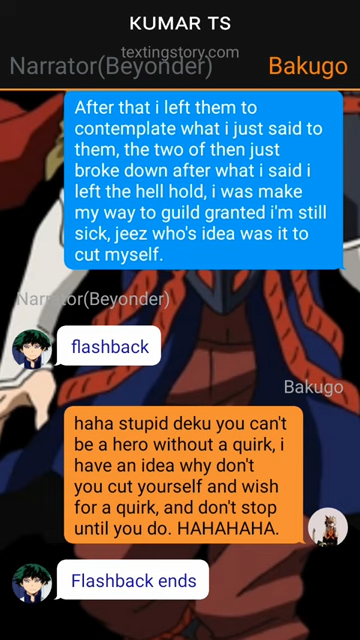 KUMAR TS
textingstory.com
Narrator(Beyonder) Bakugo
After that i left them to
contemplate what i just said to
them, the two of then just
broke down after what i said i
left the hell hold, i was make
my way to guild granted i'm still
sick, jeez who's idea was it to
cut myself.
Narrator(Beyonder)
flashback
Bakugo
haha stupid deku you can't
be a hero without a quirk, i
have an idea why don't
you cut yourself and wish
for a quirk, and don't stop
until you do. HAHAHAHA.
Flashback ends